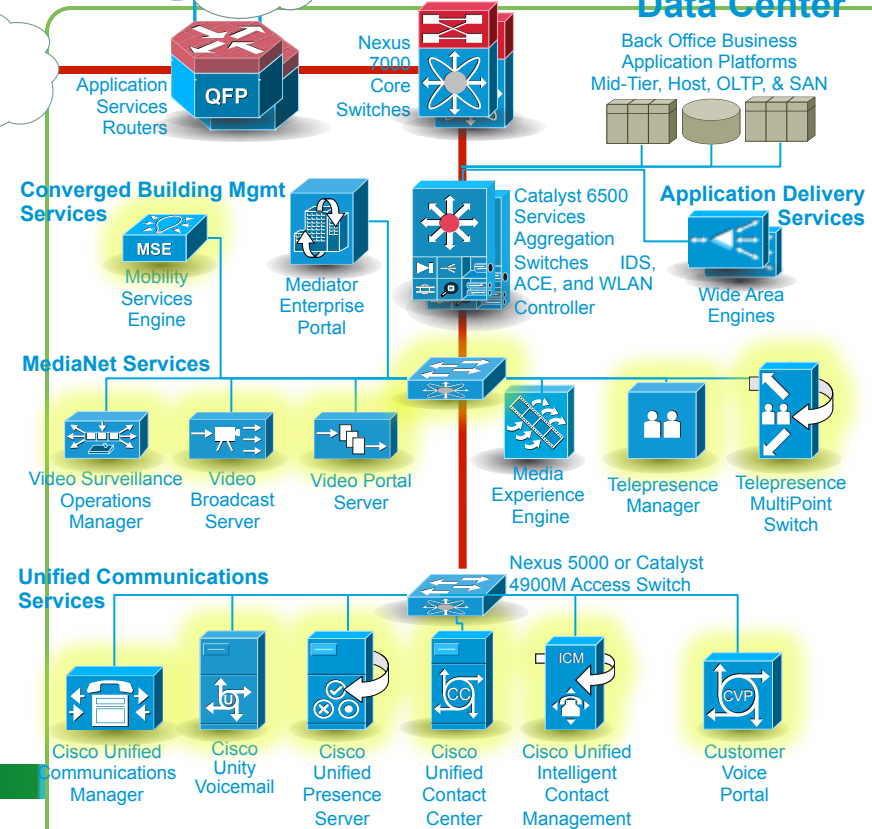 Data Center
Back Office Business
Application Platforms
Mid-Tier, Host, OLTP, & SAN
Nexus
7000
Core
Switches
Application
Services
Routers
QFP
Converged Building Mgmt
Services
MSE
Mobility
Services
Engine
Mediator
Enterprise
Portal
Catalyst 6500
Services
Aggregation
Switches IDS,
ACE, and WLAN
Controller
Application Delivery
Services
Wide Area
Engines
MediaNet Services
Video Surveillance
Operations
Manager
Video
Broadcast
Server
Video Portal
Server
Media
Experience
Engine
Telepresence
Manager
Telepresence
MultiPoint
Switch
Unified Communications
Services
Nexus 5000 or Catalyst
4900M Access Switch
U
CC
ICM
CVP
Cisco Unified
Communications
Manager
Cisco
Unity
Voicemail
Cisco
Unified
Presence
Server
Cisco
Unified
Contact
Center
Cisco Unified
Intelligent
Contact
Management
Customer
Voice
Portal